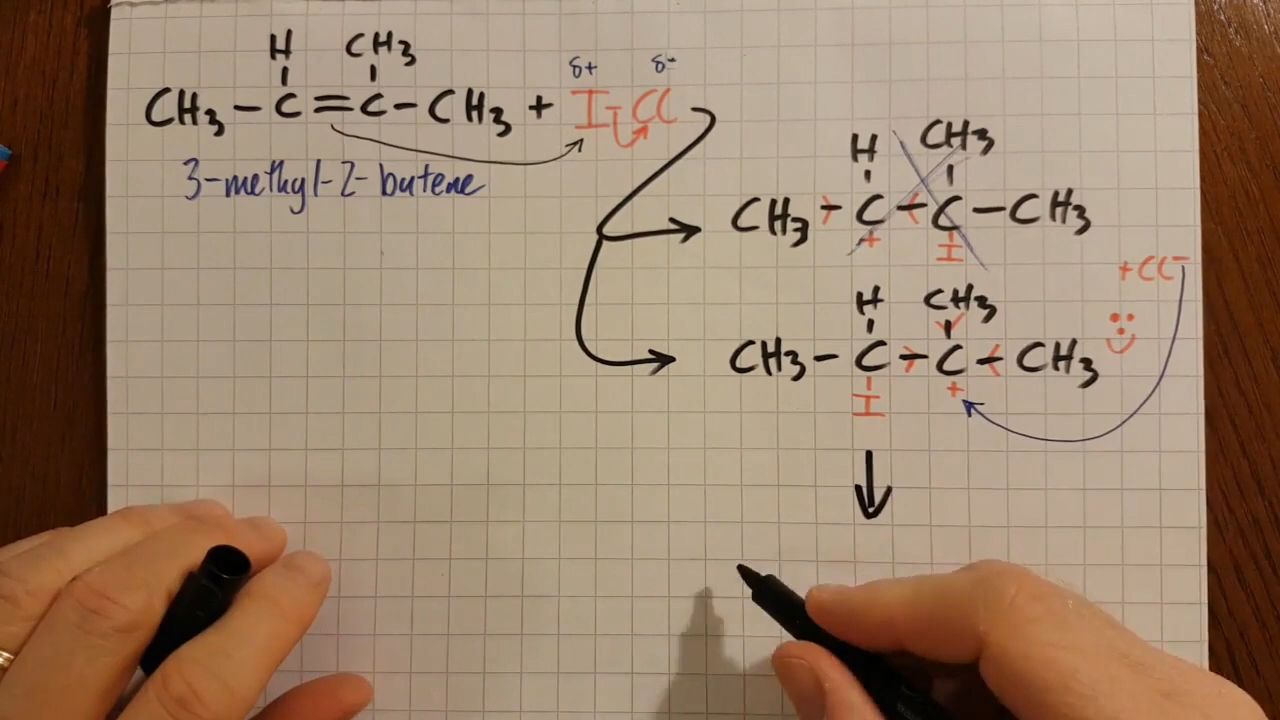 H CH3
CH3 - C = C - CH3 + I - Cl
δ+ δ-
3-methyl-2-butene
H CH3
CH3 - C - C - CH3
+ I
+ Cl-
H CH3
CH3 - C - C - CH3
I +